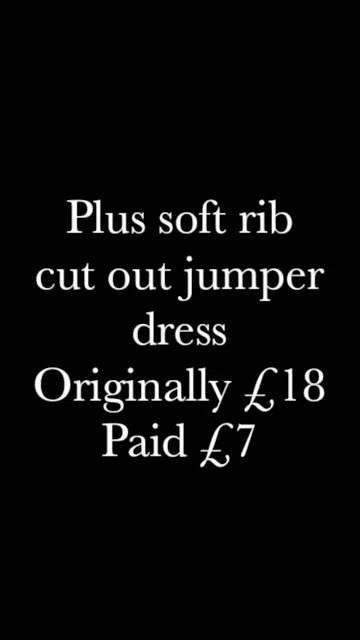 Plus soft rib
cut out jumper
dress
Originally £18
Paid £7